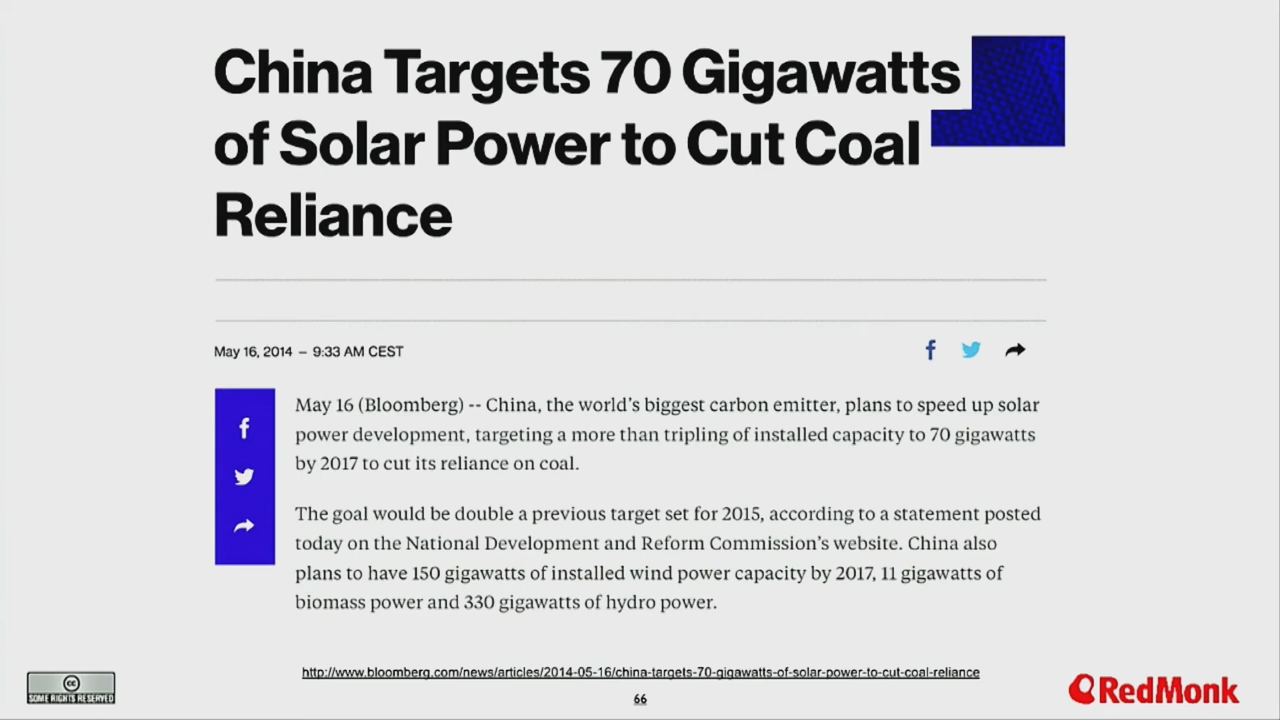 China Targets 70 Gigawatts
of Solar Power to Cut Coal
Reliance
May 16, 2014 – 9:33 AM CEST
May 16 (Bloomberg) -- China, the world’s biggest carbon emitter, plans to speed up solar
power development, targeting a more than tripling of installed capacity to 70 gigawatts
by 2017 to cut its reliance on coal.
The goal would be double a previous target set for 2015, according to a statement posted
today on the National Development and Reform Commission’s website. China also
plans to have 150 gigawatts of installed wind power capacity by 2017, 11 gigawatts of
biomass power and 330 gigawatts of hydro power.
http://www.bloomberg.com/news/articles/2014-05-16/china-targets-70-gigawatts-of-solar-power-to-cut-coal-reliance
cc
SOME RIGHTS RESERVED
66
RedMonk